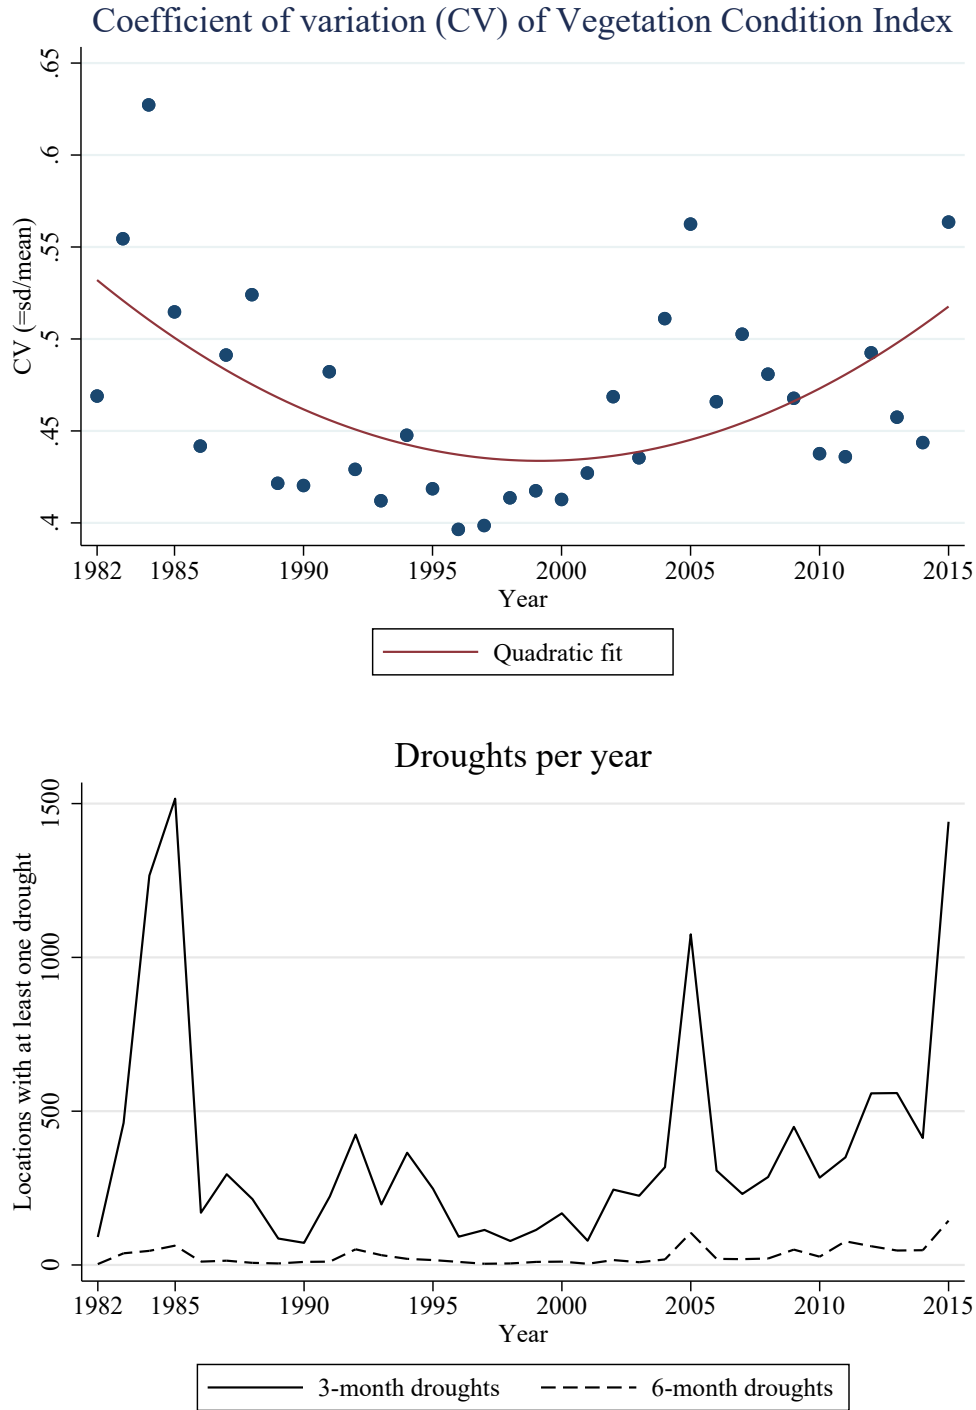 Coefficient of variation (CV) of Vegetation Condition Index
CV (=sd/mean)
.65
.6
.55
.5
.45
.4
1982 1985 1990 1995 2000 2005 2010 2015
Year
Quadratic fit
Droughts per year
Locations with at least one drought
1500
1000
500
0
1982 1985 1990 1995 2000 2005 2010 2015
Year
3-month droughts 6-month droughts